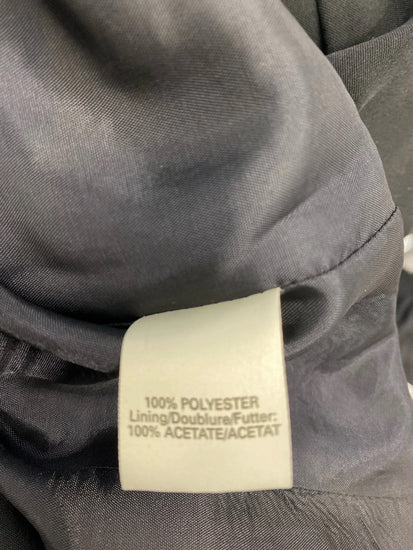 100% POLYESTER
Lining/Doublure/Futter:
100% ACETATE/ACETAT